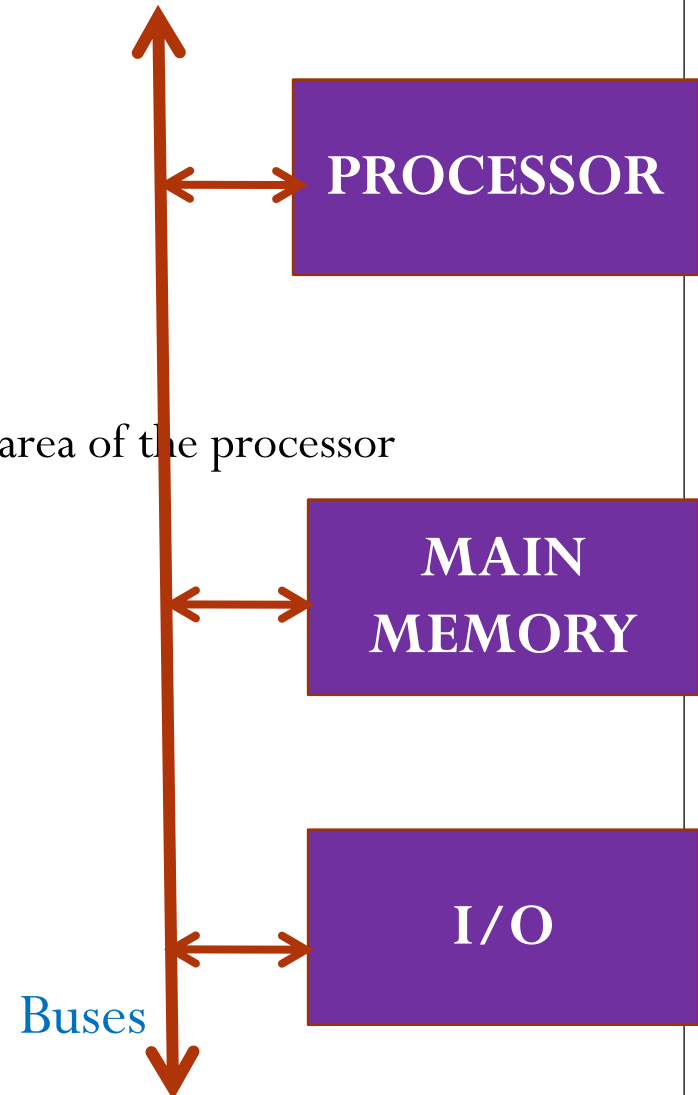 PROCESSOR
area of the processor
MAIN
MEMORY
I/O
Buses